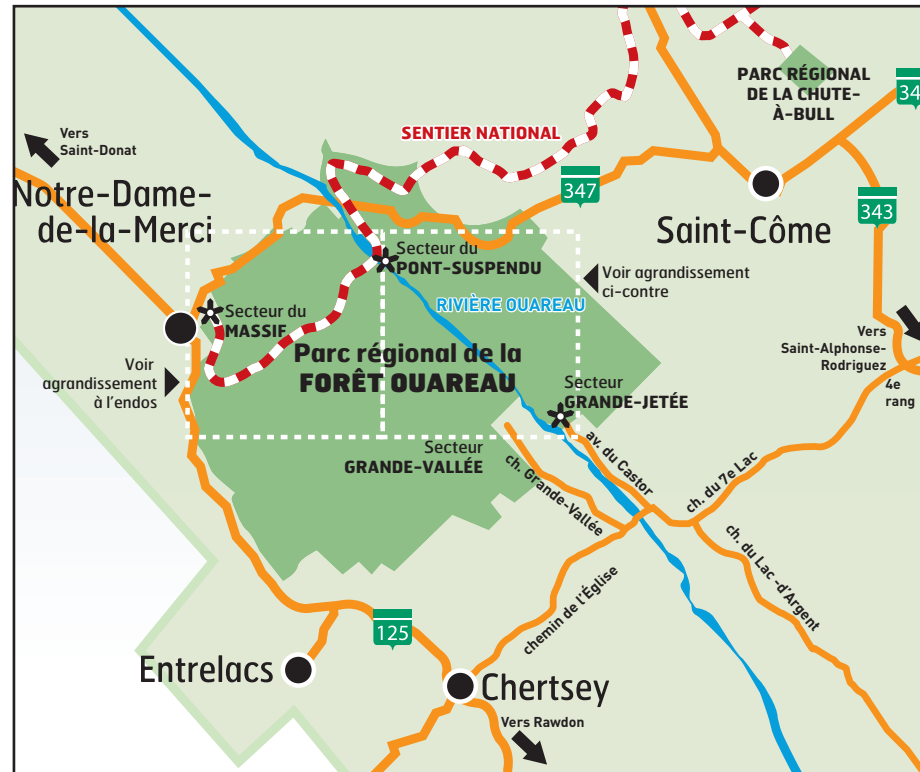 PARC RÉGIONAL
DE LA CHUTE-
À-BULL
34
Vers
Saint-Donat
SENTIER NATIONAL
Notre-Dame-
de-la-Merci
347
343
Saint-Côme
Secteur du
PONT-SUSPENDU
Voir agrandissement
ci-contre
RIVIÈRE OUAREAU
Secteur du
MASSIF
Vers
Saint-Alphonse-
Rodriguez
4e
rang
Voir
agrandissement
à l'endos
Parc régional de la
FORÊT OUAREAU
Secteur
GRANDE-JETÉE
Secteur
GRANDE-VALLÉE
av. du Castor
ch. Grande-Vallée
ch. du 7e Lac
ch. du Lac -d'Argent
chemin de l'Église
125
Entrelacs
Chertsey
Vers Rawdon